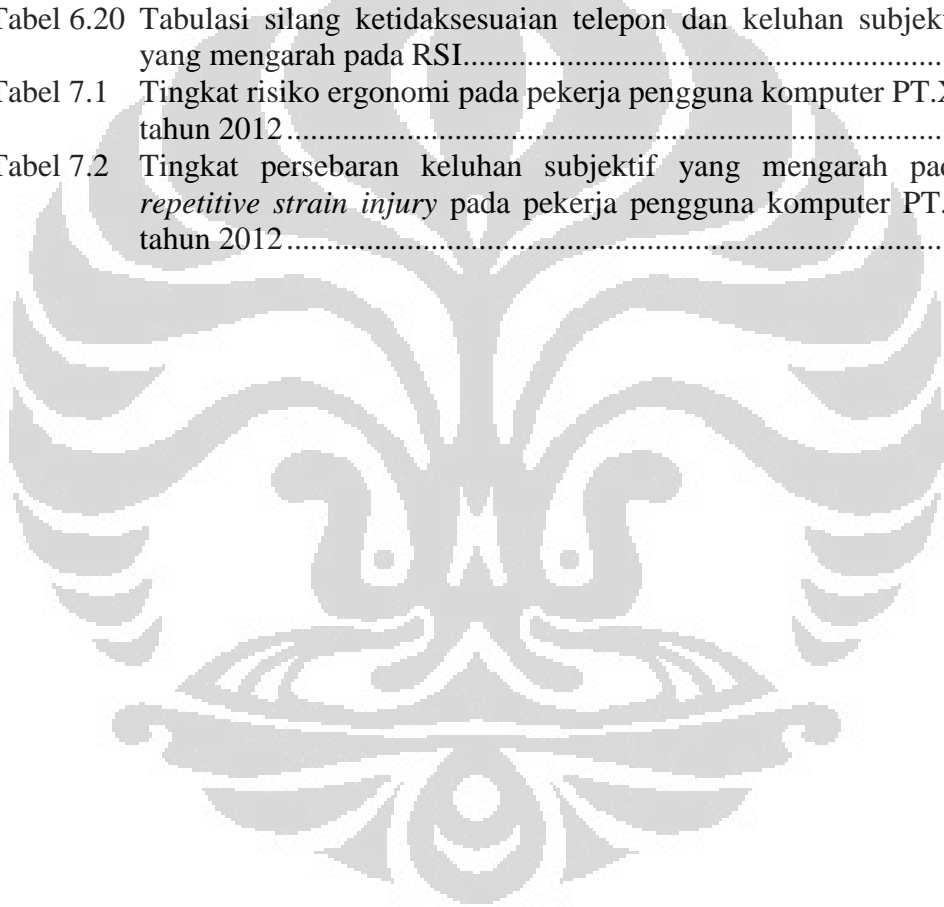 Tabel 6.20 Tabulasi silang ketidaksesuaian telepon dan keluhan subjekt
yang mengarah pada RSI..............................................................
Tabel 7.1 Tingkat risiko ergonomi pada pekerja pengguna komputer PT.X
tahun 2012..............................................................................
Tabel 7.2 Tingkat persebaran keluhan subjektif yang mengarah pad
repetitive strain injury pada pekerja pengguna komputer PT.
tahun 2012..............................................................................